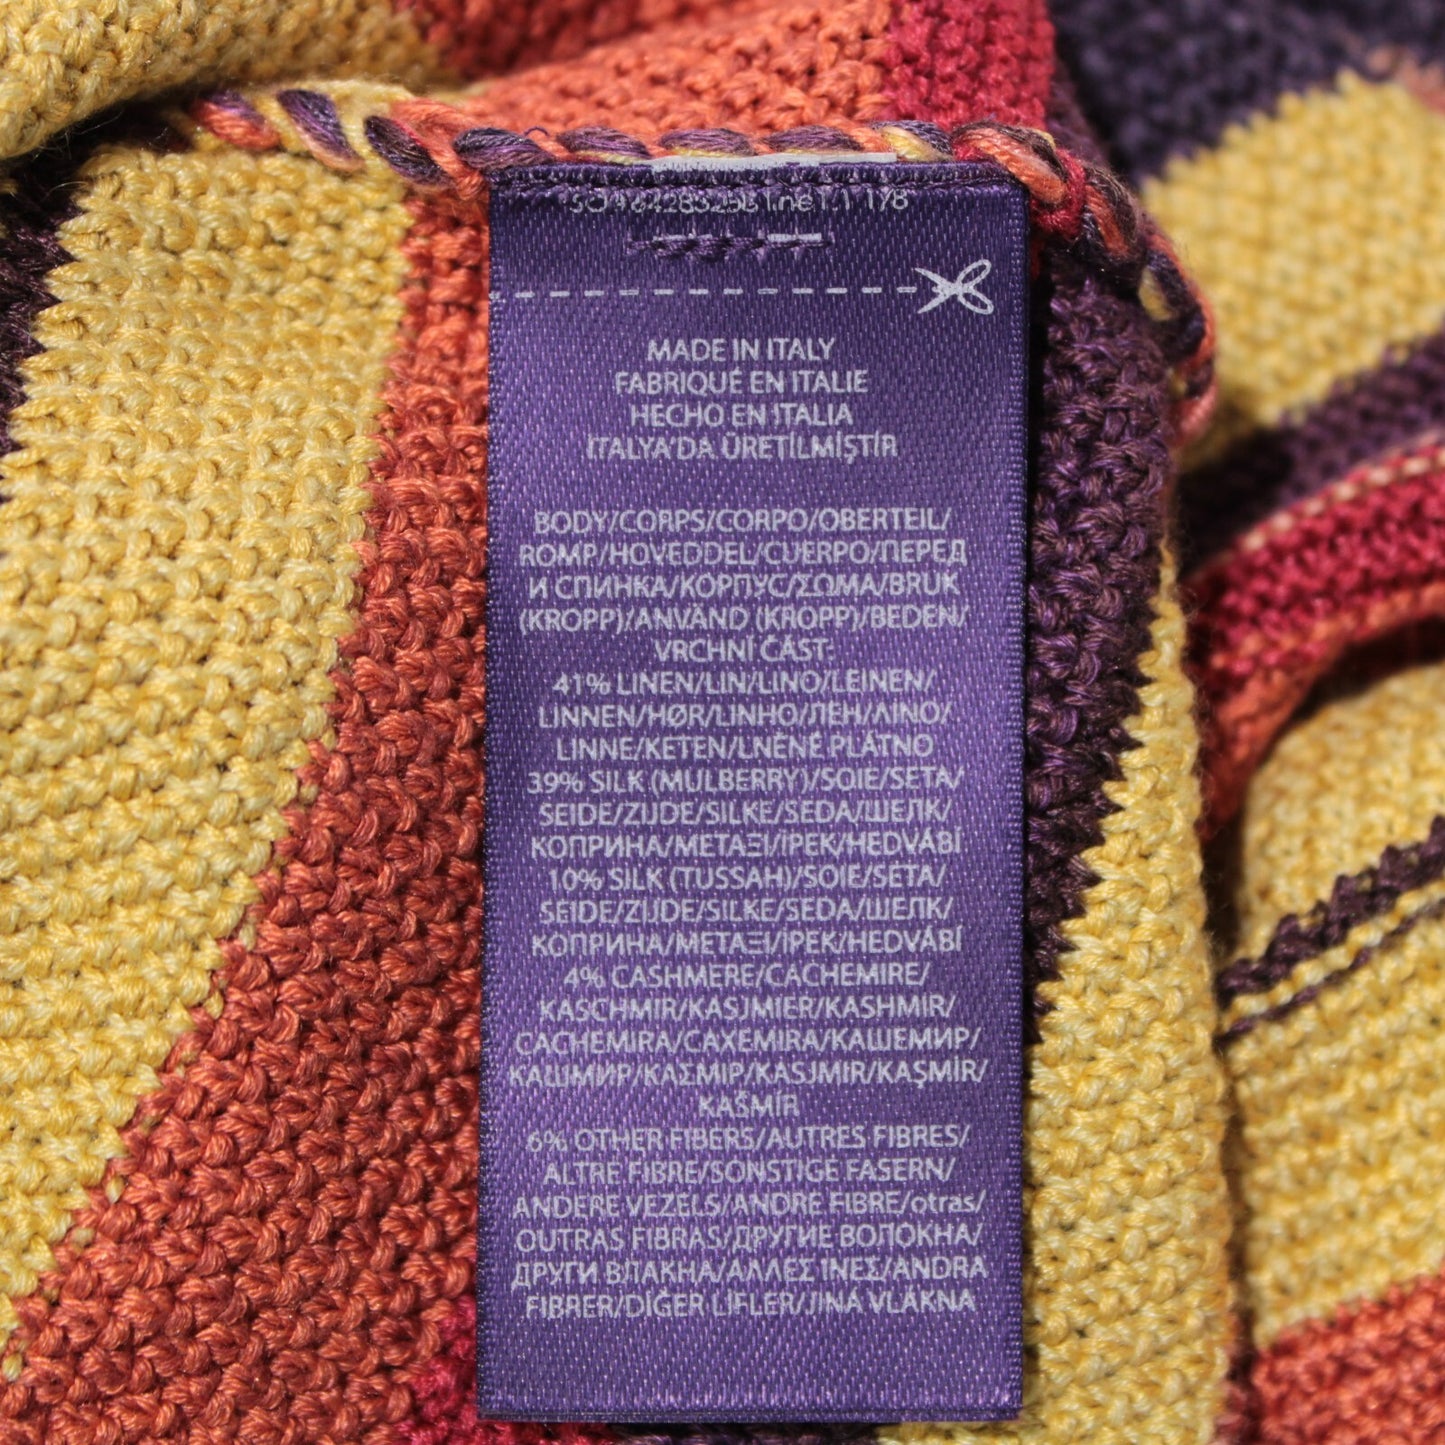 MADE IN ITALY
FABRIQUÉ EN ITALIE
HECHO EN ITALIA
İTALYA'DA ÜRETİLMİŞTİR
BODY/CORPS/CORPO/OBERTEIL/
ROMP/HOVEDDEL/CUERPO/ПЕРЕД
И СПИНКА/КОРПУС/ΣΩΜΑ/BRUK
(KROPP)/ANVÄND (KROPP)/BEDEN/
VRCHNÍ ČÁST:
41% LINEN/LIN/LINO/LEINEN/
LINNEN/HØR/LINHO/ЛЕН/ΛΙΝΟ/
LINNE/KETEN/LNĚNÉ PLÁTNO
39% SILK (MULBERRY)/SOIE/SETA/
SEIDE/ZIJDE/SILKE/SEDA/ШЕЛК/
КОПРИНА/ΜΕΤΑΞΙ/İPEK/HEDVÁBÍ
10% SILK (TUSSAH)/SOIE/SETA/
SEIDE/ZIJDE/SILKE/SEDA/ШЕЛК/
КОПРИНА/ΜΕΤΑΞΙ/İPEK/HEDVÁBÍ
4% CASHMERE/CACHEMIRE/
KASCHMIR/KASJMIER/KASHMIR/
CACHEMIRA/CAXEMIRA/КАШЕМИР/
КАШМИР/ΚΑΣΜΙΡ/KASJMIR/KAŞMİR/
KAŠMÍR
6% OTHER FIBERS/AUTRES FIBRES/
ALTRE FIBRE/SONSTIGE FASERN/
ANDERE VEZELS/ANDRE FIBRE/otras/
OUTRAS FIBRAS/ДРУГИЕ ВОЛОКНА/
ДРУГИ ВЛАКНА/ΑΛΛΕΣ ΊΝΕΣ/ANDRA
FIBRER/DİĞER LİFLER/JINÁ VLÁKNA